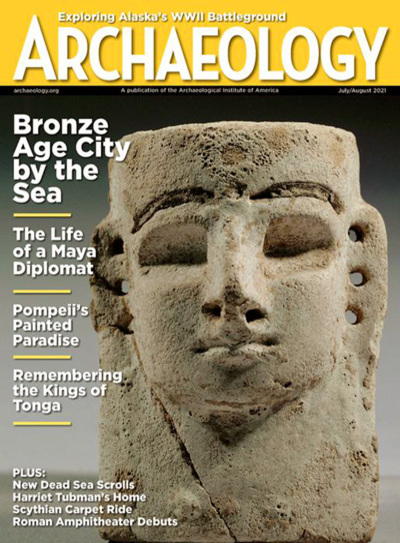 Exploring Alaska's WWII Battleground
ARCHAEOLOGY
archaeology.org
A publication of the Archaeological Institute of America
July/August 2021
Bronze
Age City
by the
Sea
The Life
of a Maya
Diplomat
Pompeii's
Painted
Paradise
Remembering
the Kings of
Tonga
PLUS:
New Dead Sea Scrolls
Harriet Tubman's Home
Scythian Carpet Ride
Roman Amphitheater Debuts